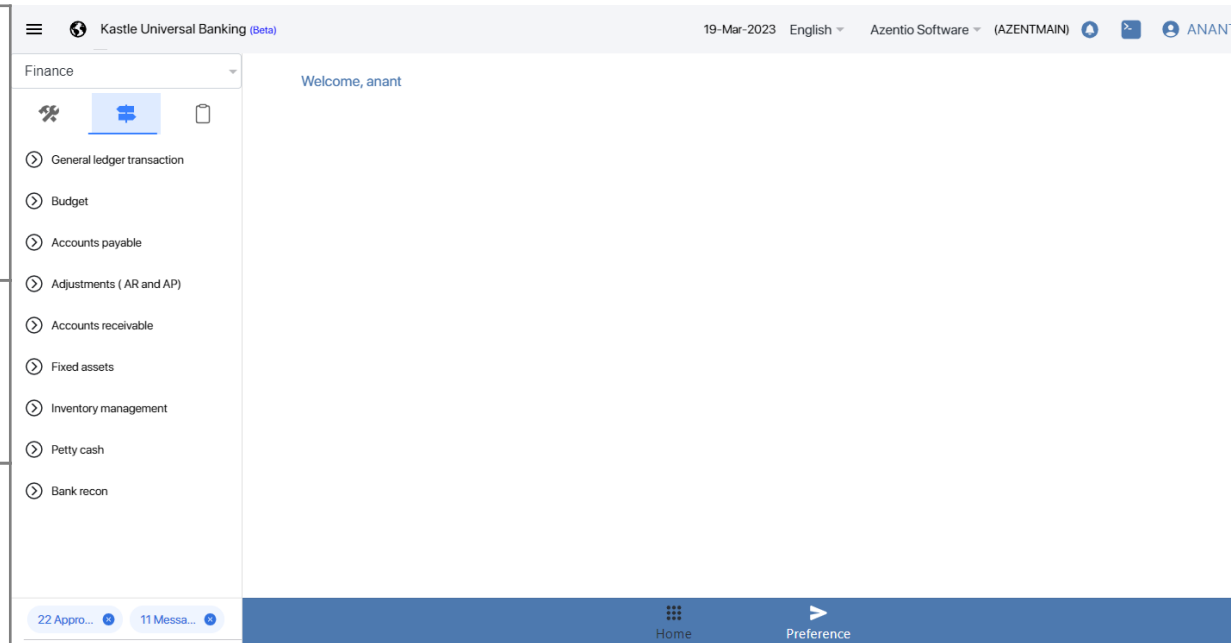 Kastle Universal Banking (Beta) 19-Mar-2023 English Azentio Software (AZENTMAIN) ANANT
Finance
Welcome, anant
General ledger transaction
Budget
Accounts payable
Adjustments ( AR and AP)
Accounts receivable
Fixed assets
Inventory management
Petty cash
Bank recon
22 Appro... 11 Messa...
Home Preference